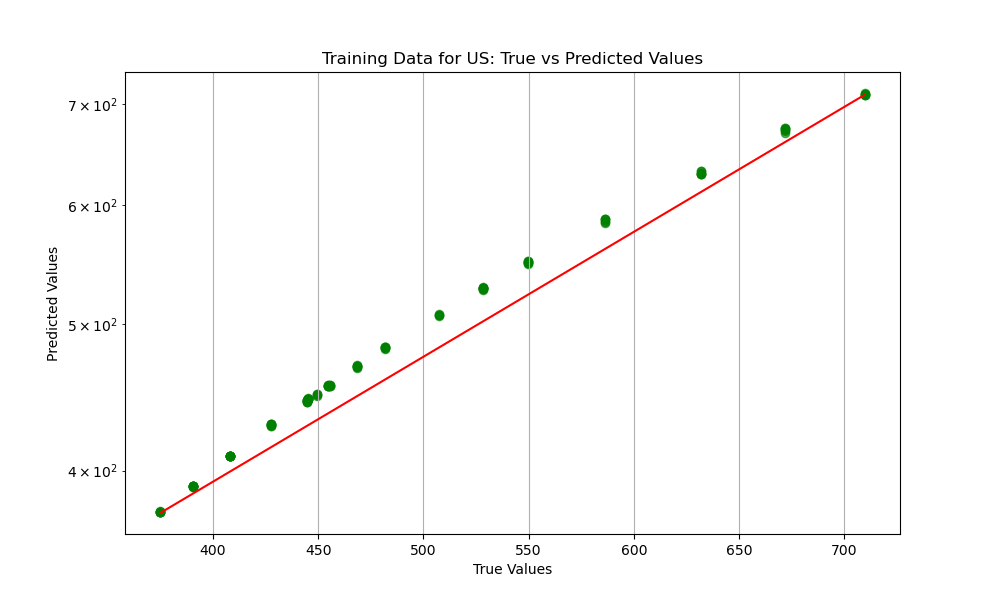 Training Data for US: True vs Predicted Values
7 × 10²
6 × 10²
5 × 10²
4 × 10²
Predicted Values
400 450 500 550 600 650 700
True Values